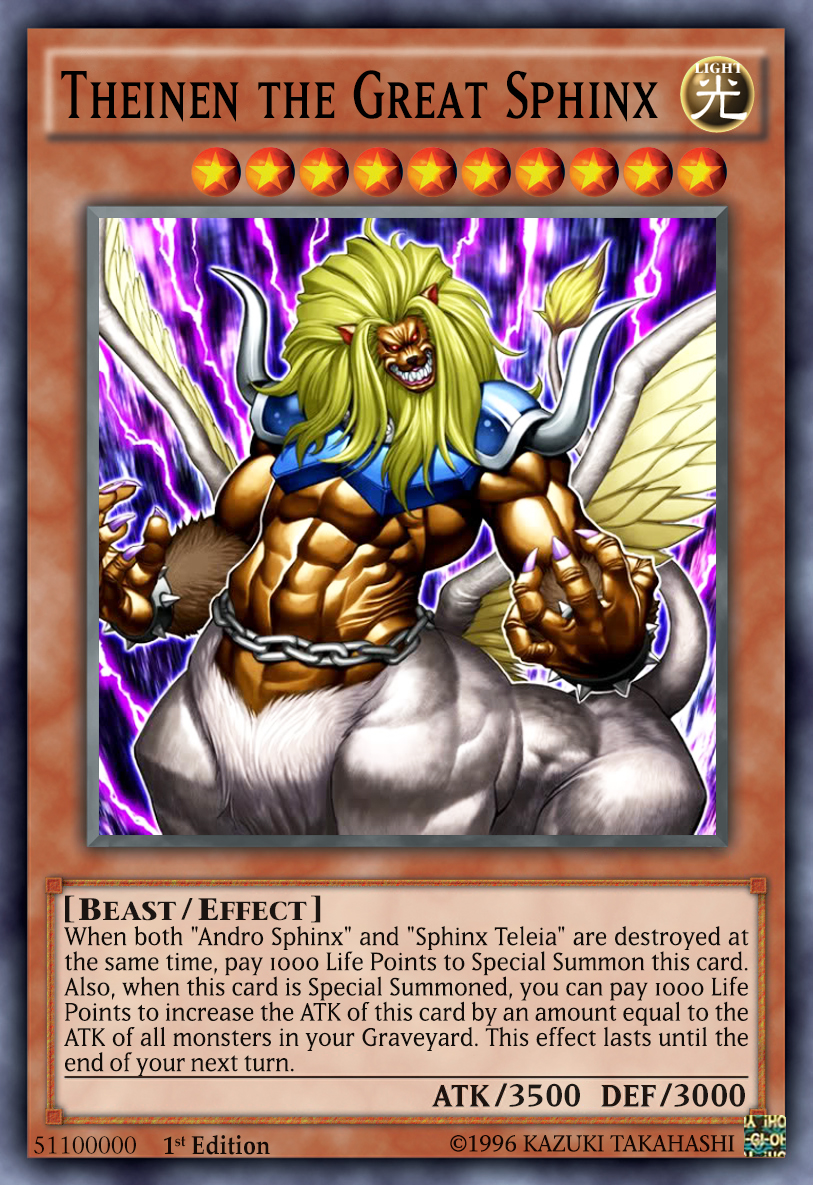 THEINEN THE GREAT SPHINX
LIGHT
光
[BEAST/EFFECT]
When both "Andro Sphinx" and "Sphinx Teleia" are destroyed at
the same time, pay 1000 Life Points to Special Summon this card.
Also, when this card is Special Summoned, you can pay 1000 Life
Points to increase the ATK of this card by an amount equal to the
ATK of all monsters in your Graveyard. This effect lasts until the
end of your next turn.
ATK/3500 DEF/3000
51100000 1st Edition ©1996 KAZUKI TAKAHASHI